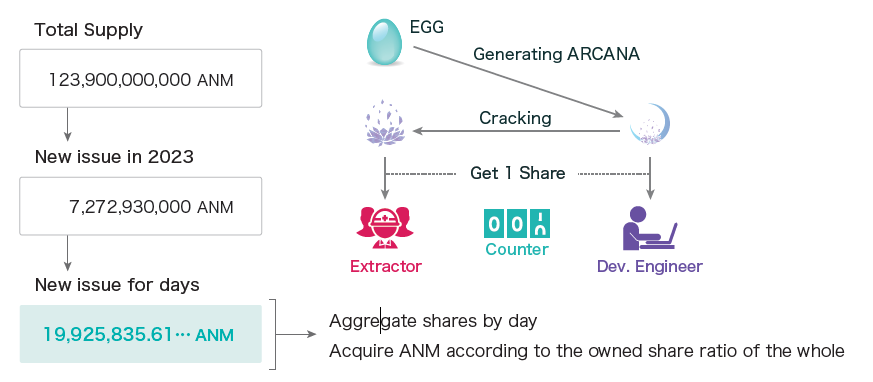 Total Supply
123,900,000,000 ANM
New issue in 2023
7,272,930,000 ANM
New issue for days
19,925,835.61… ANM
EGG
Generating ARCANA
Cracking
Get 1 Share
Extractor
00
Counter
Dev. Engineer
Aggregate shares by day
Acquire ANM according to the owned share ratio of the whole